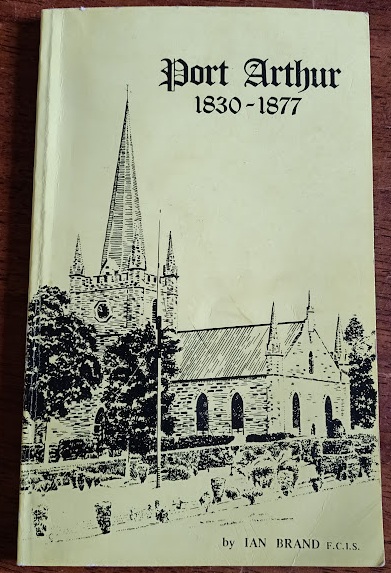 Port Arthur
1830-1877
by IAN BRAND F.C.I.S.